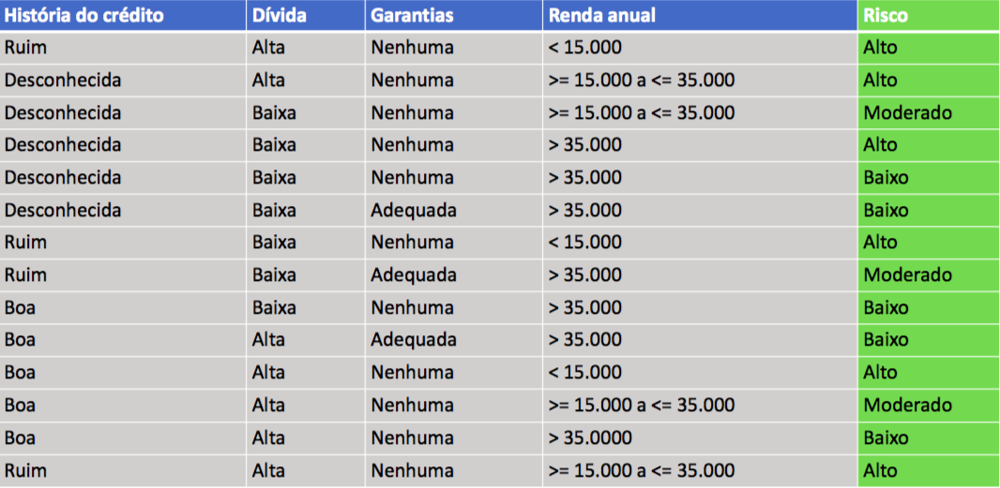 História do crédito Dívida Garantias Renda anual Risco
Ruim Alta Nenhuma < 15.000 Alto
Desconhecida Alta Nenhuma >= 15.000 a <= 35.000 Alto
Desconhecida Baixa Nenhuma >= 15.000 a <= 35.000 Moderado
Desconhecida Baixa Nenhuma > 35.000 Alto
Desconhecida Baixa Nenhuma > 35.000 Baixo
Desconhecida Baixa Adequada > 35.000 Baixo
Ruim Baixa Nenhuma < 15.000 Alto
Ruim Baixa Adequada > 35.000 Moderado
Boa Baixa Nenhuma > 35.000 Baixo
Boa Alta Adequada > 35.000 Baixo
Boa Alta Nenhuma < 15.000 Alto
Boa Alta Nenhuma >= 15.000 a <= 35.000 Moderado
Boa Alta Nenhuma > 35.0000 Baixo
Ruim Alta Nenhuma >= 15.000 a <= 35.000 Alto